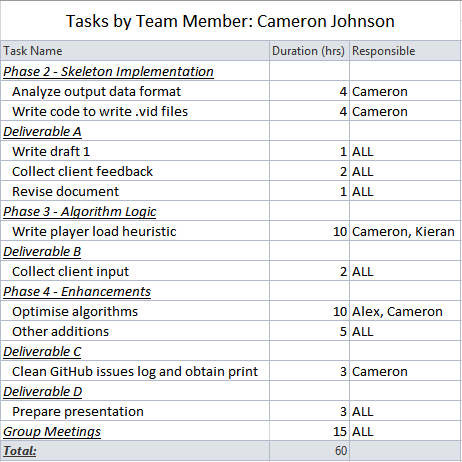 Tasks by Team Member: Cameron Johnson
Task Name Duration (hrs) Responsible
Phase 2 - Skeleton Implementation
Analyze output data format 4 Cameron
Write code to write .vid files 4 Cameron
Deliverable A
Write draft 1 1 ALL
Collect client feedback 2 ALL
Revise document 1 ALL
Phase 3 - Algorithm Logic
Write player load heuristic 10 Cameron, Kieran
Deliverable B
Collect client input 2 ALL
Phase 4 - Enhancements
Optimise algorithms 10 Alex, Cameron
Other additions 5 ALL
Deliverable C
Clean GitHub issues log and obtain print 3 Cameron
Deliverable D
Prepare presentation 3 ALL
Group Meetings 15 ALL
Total: 60